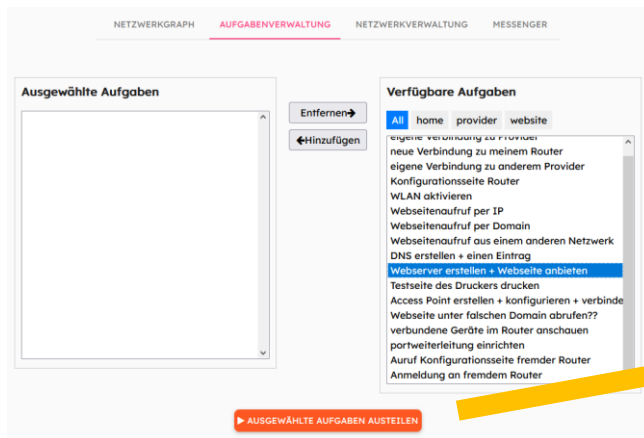 NETZWERKGRAPH AUFGABENVERWALTUNG NETZWERKVERWALTUNG MESSENGER
Ausgewählte Aufgaben
Entfernen→
←Hinzufügen
Verfügbare Aufgaben
All home provider website
eigene Verbindung zu Provider
neue Verbindung zu meinem Router
eigene Verbindung zu anderem Provider
Konfigurationsseite Router
WLAN aktivieren
Webseitenaufruf per IP
Webseitenaufruf per Domain
Webseitenaufruf aus einem anderen Netzwerk
DNS erstellen + einen Eintrag
Webserver erstellen + Webseite anbieten
Testseite des Druckers drucken
Access Point erstellen + konfigurieren + verbinde
Webseite unter falschen Domain abrufen??
verbundene Geräte im Router anschauen
portweiterleitung einrichten
Auruf Konfigurationsseite fremder Router
Anmeldung an fremdem Router
▶ AUSGEWÄHLTE AUFGABEN AUSTEILEN